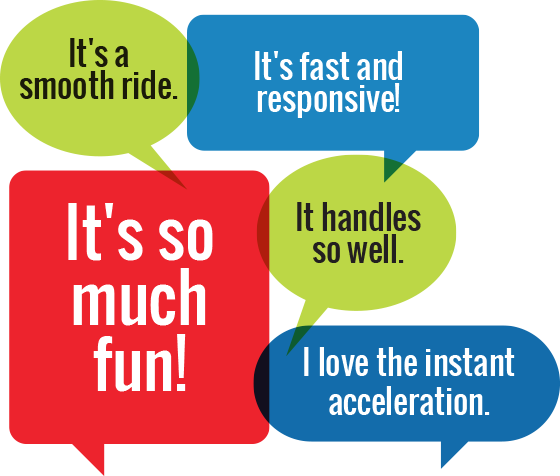 It's a
smooth ride.
It's fast and
responsive!
It's so
much
fun!
It handles
so well.
I love the instant
acceleration.